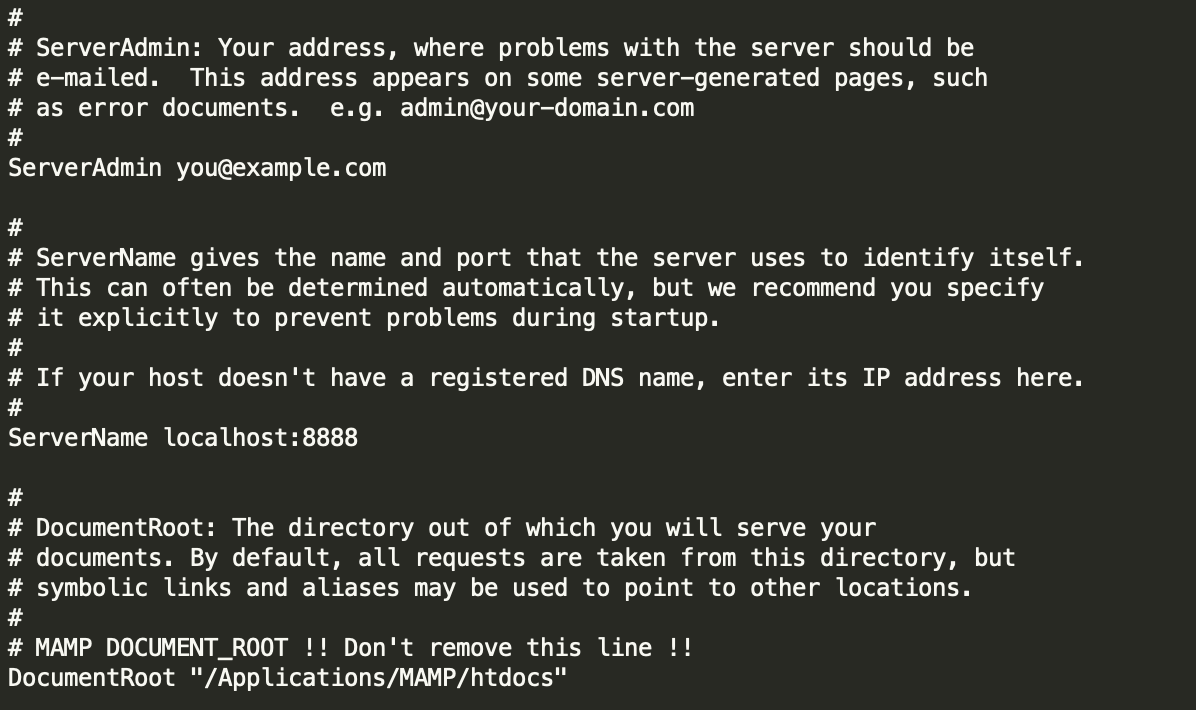 #
# ServerAdmin: Your address, where problems with the server should be
# e-mailed.  This address appears on some server-generated pages, such
# as error documents.  e.g. admin@your-domain.com
#
ServerAdmin you@example.com

#
# ServerName gives the name and port that the server uses to identify itself.
# This can often be determined automatically, but we recommend you specify
# it explicitly to prevent problems during startup.
#
# If your host doesn't have a registered DNS name, enter its IP address here.
#
ServerName localhost:8888

#
# DocumentRoot: The directory out of which you will serve your
# documents. By default, all requests are taken from this directory, but
# symbolic links and aliases may be used to point to other locations.
#
# MAMP DOCUMENT_ROOT !! Don't remove this line !!
DocumentRoot "/Applications/MAMP/htdocs"